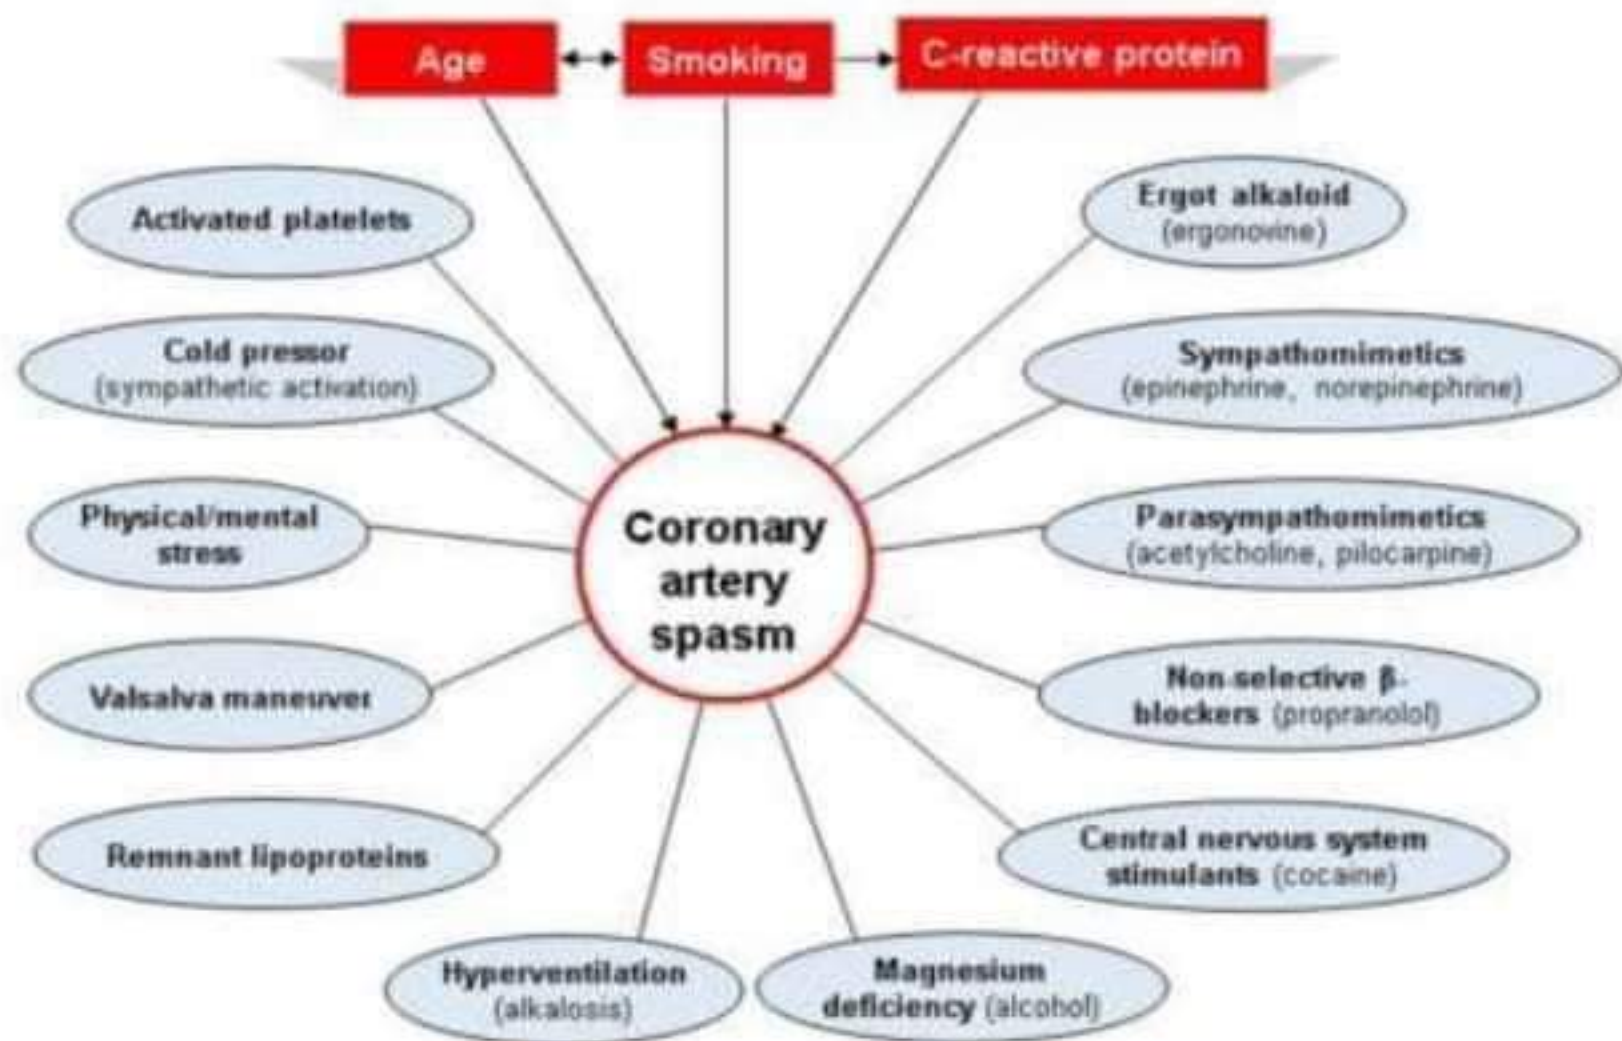 Age
Smoking
C-reactive protein
Activated platelets
Ergot alkaloid
(ergonovine)
Cold pressor
(sympathetic activation)
Sympathomimetics
(epinephrine, norepinephrine)
Physical/mental
stress
Coronary
artery
spasm
Parasympathomimetics
(acetylcholine, pilocarpine)
Valsalva maneuver
Non-selective β-
blockers (propranolol)
Remnant lipoproteins
Central nervous system
stimulants (cocaine)
Hyperventilation
(alkalosis)
Magnesium
deficiency (alcohol)